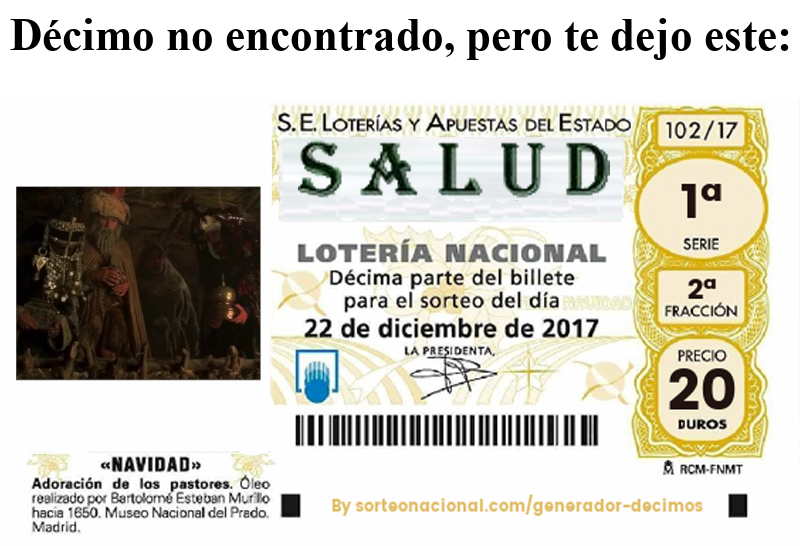 Décimo no encontrado, pero te dejo este:
S.E. LOTERÍAS Y APUESTAS DEL ESTADO
SALUD
LOTERÍA NACIONAL
Décima parte del billete
para el sorteo del día
NAVIDAD
22 de diciembre de 2017
LA PRESIDENTA,
102/17
1ª
SERIE
2ª
FRACCIÓN
PRECIO
20
DUROS
RCM-FNMT
«NAVIDAD»
Adoración de los pastores. Óleo
realizado por Bartolomé Esteban Murillo
hacia 1650. Museo Nacional del Prado.
Madrid.
By sorteonacional.com/generador-decimos